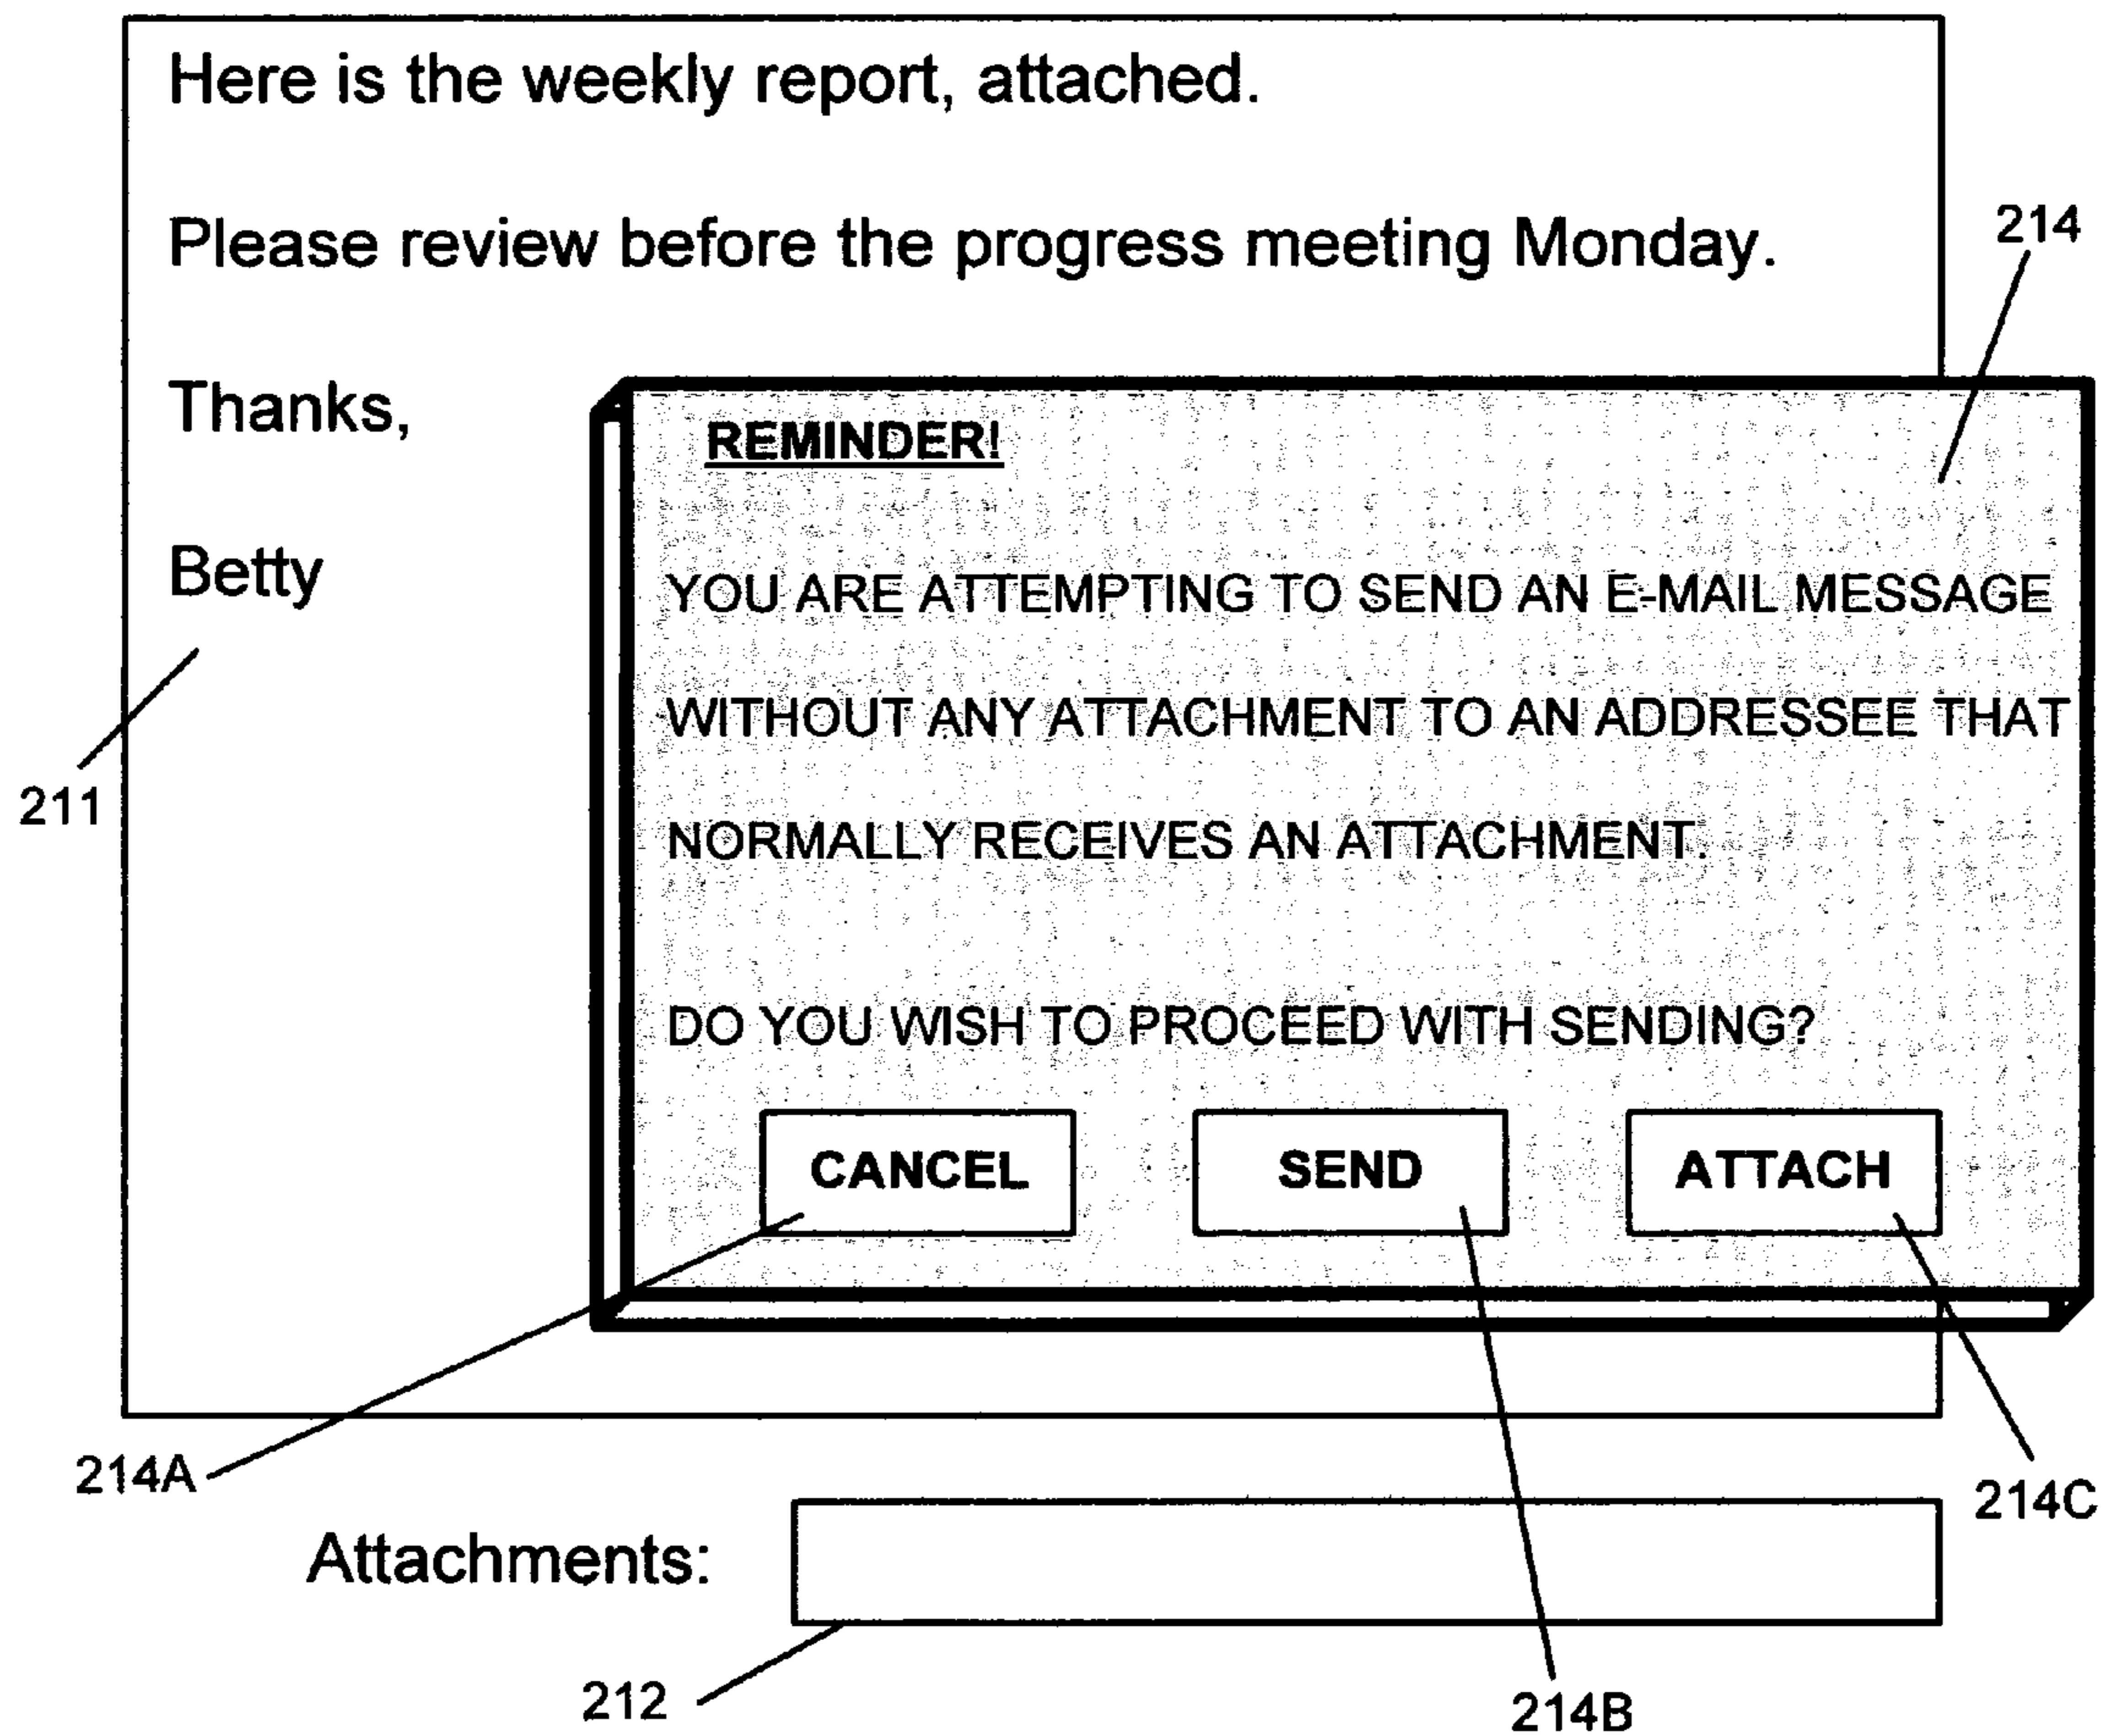 Here is the weekly report, attached.
Please review before the progress meeting Monday.
214
Thanks,
REMINDER!
Betty
YOU ARE ATTEMPTING TO SEND AN E-MAIL MESSAGE
WITHOUT ANY ATTACHMENT TO AN ADDRESSEE THAT
211
NORMALLY RECEIVES AN ATTACHMENT.
DO YOU WISH TO PROCEED WITH SENDING?
CANCEL SEND ATTACH
214A
214C
Attachments:
212
214B